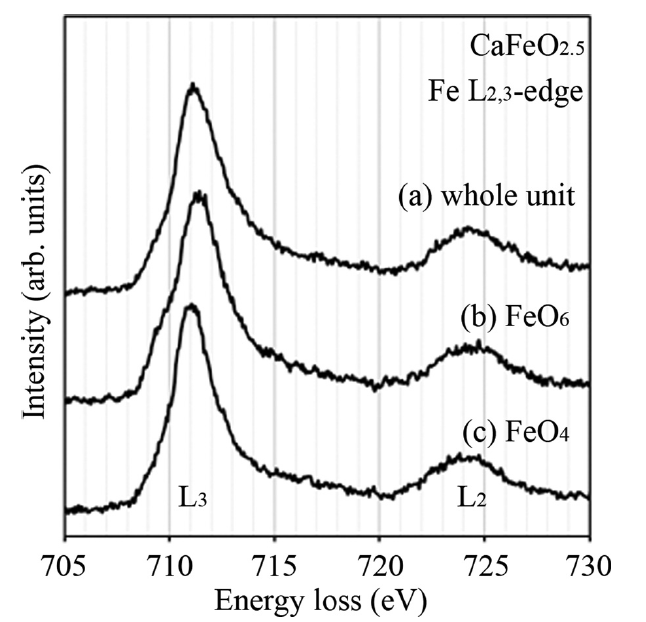 CaFeO2.5
Fe L2,3-edge
(a) whole unit
(b) FeO6
(c) FeO4
L3
L2
Intensity (arb. units)
705 710 715 720 725 730
Energy loss (eV)